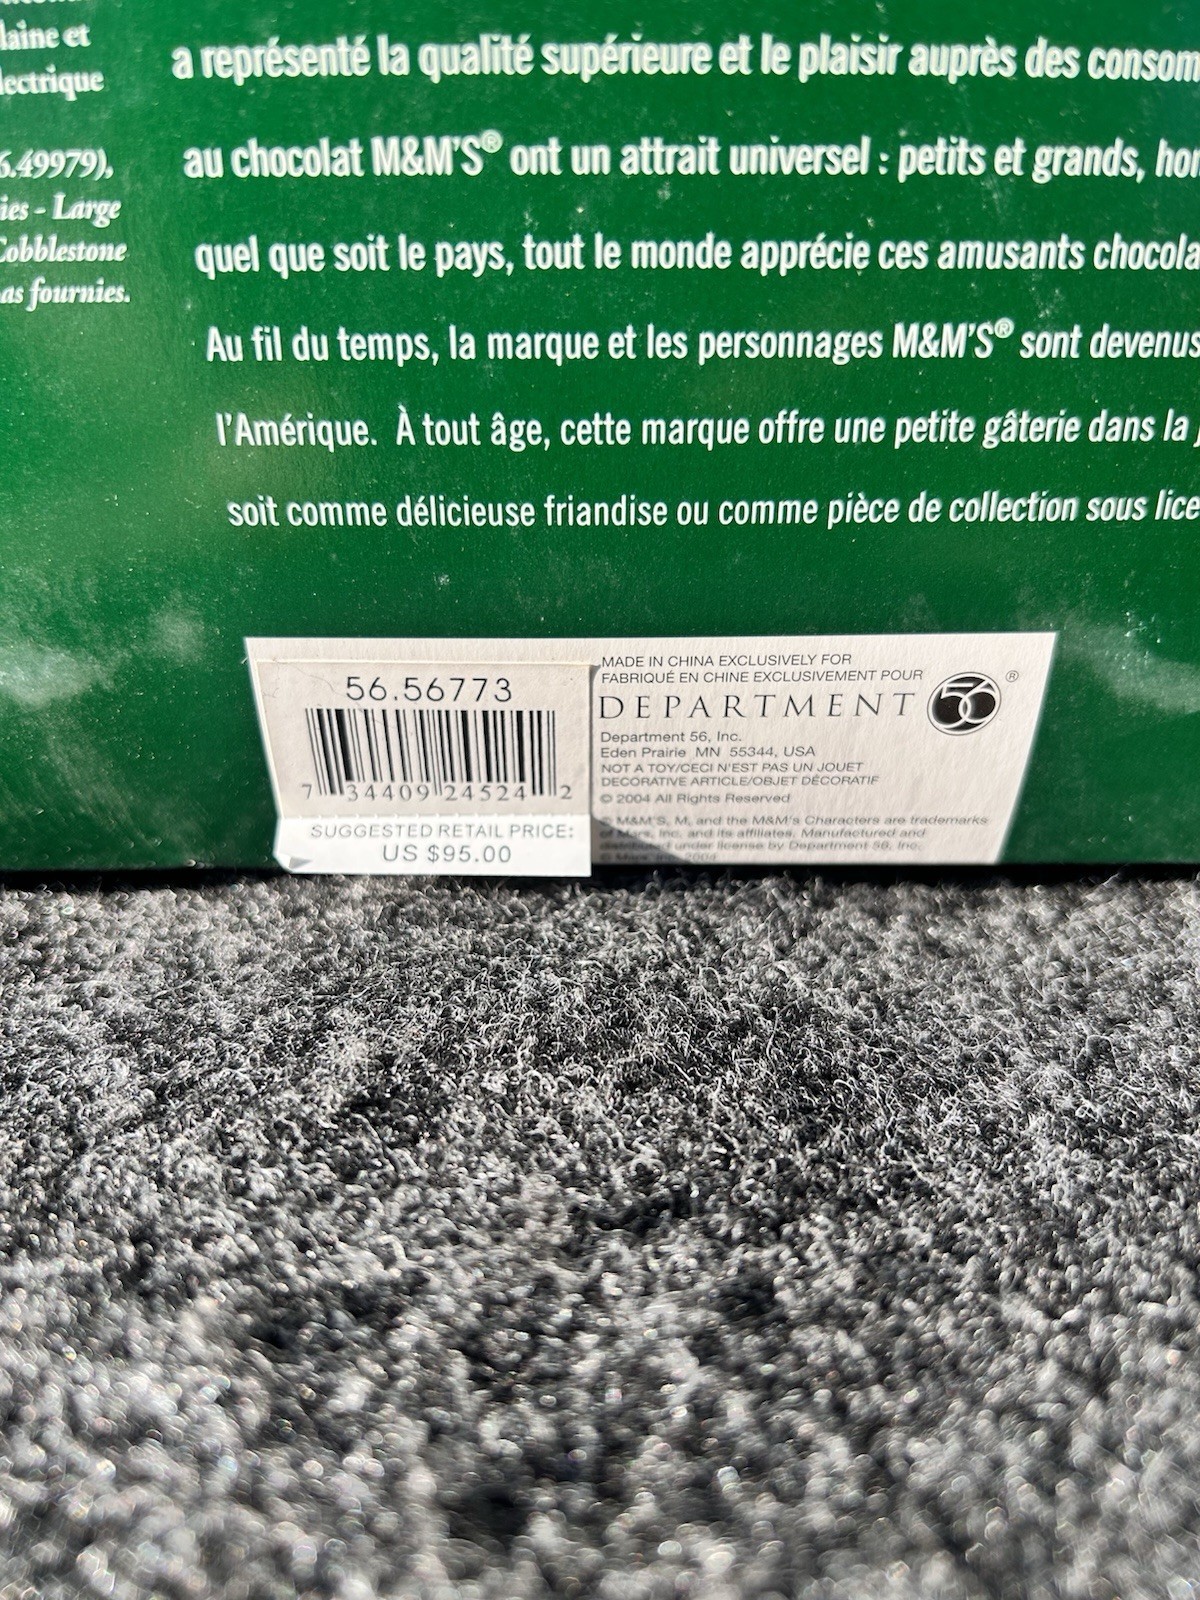 laine et
lectrique
6.49979),
ies - Large
Cobblestone
as fournies.
a représenté la qualité supérieure et le plaisir auprès des consom
au chocolat M&M'S® ont un attrait universel : petits et grands, hom
quel que soit le pays, tout le monde apprécie ces amusants chocola
Au fil du temps, la marque et les personnages M&M'S® sont devenus
l'Amérique. À tout âge, cette marque offre une petite gâterie dans la
soit comme délicieuse friandise ou comme pièce de collection sous lice
56.56773
7 34409 24524 2
SUGGESTED RETAIL PRICE:
US $95.00
MADE IN CHINA EXCLUSIVELY FOR
FABRIQUÉ EN CHINE EXCLUSIVEMENT POUR
DEPARTMENT 56®
Department 56, Inc.
Eden Prairie MN 55344, USA
NOT A TOY/CECI N'EST PAS UN JOUET
DECORATIVE ARTICLE/OBJET DÉCORATIF
© 2004 All Rights Reserved
© M&M'S, M, and the M&M's Characters are trademarks
of Mars, Inc. and its affiliates. Manufactured and
distributed under license by Department 56, Inc.
© Mars, Inc. 2004